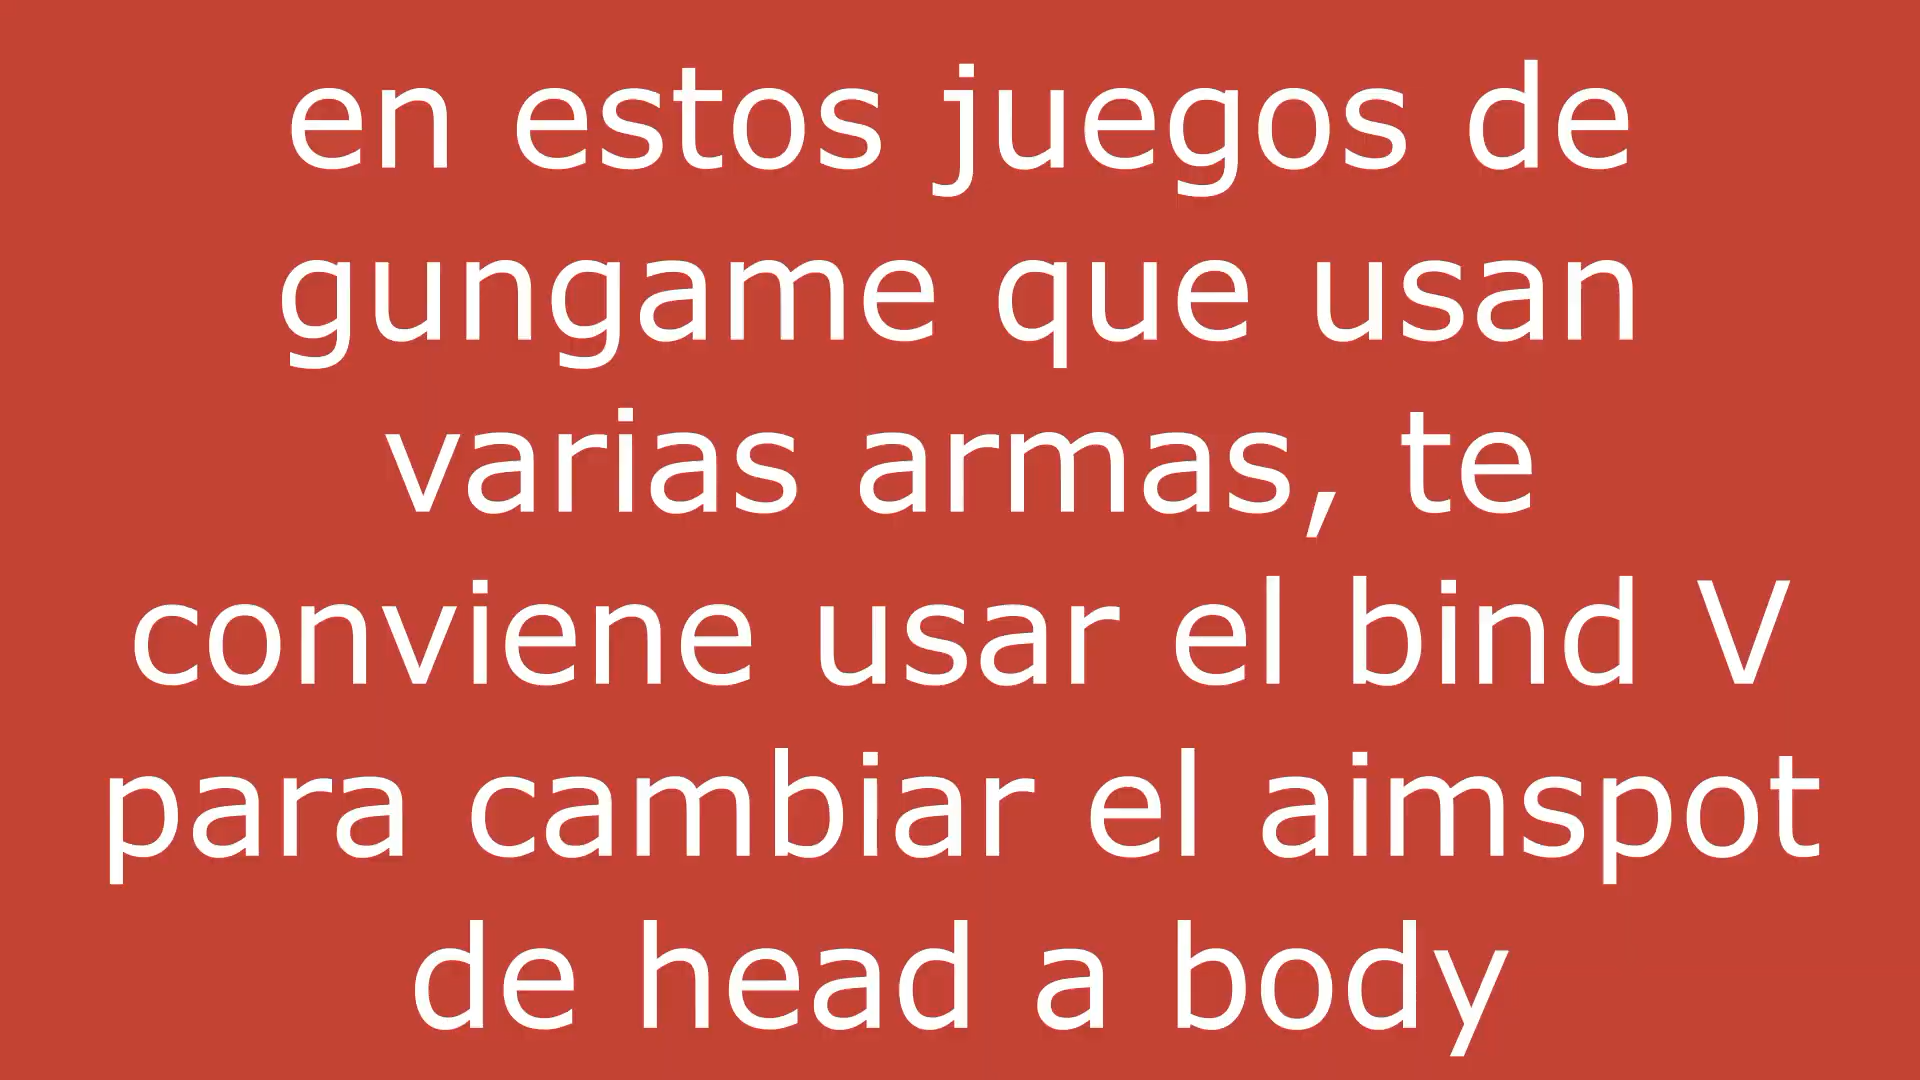 en estos juegos de
gungame que usan
varias armas, te
conviene usar el bind V
para cambiar el aimspot
de head a body